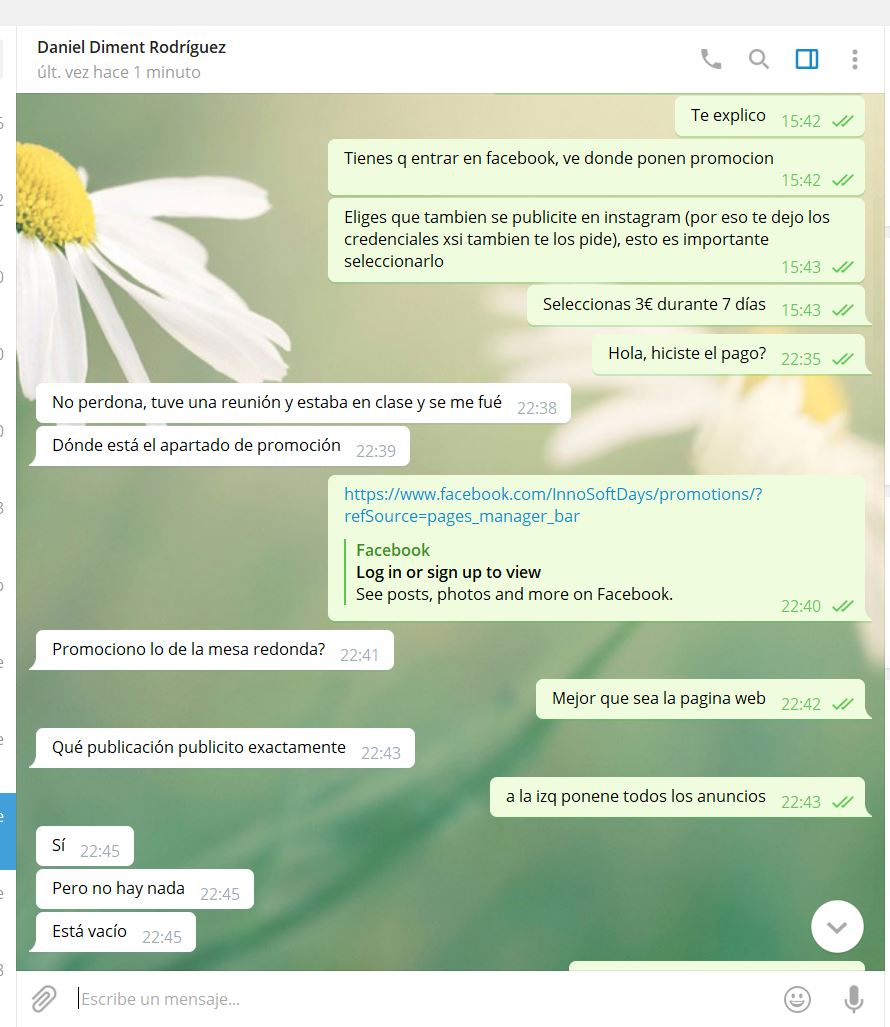 Daniel Diment Rodríguez
últ. vez hace 1 minuto
Te explico 15:42
Tienes q entrar en facebook, ve donde ponen promocion
15:42
Eliges que tambien se publicite en instagram (por eso te dejo los
credenciales xsi tambien te los pide), esto es importante
seleccionarlo
15:43
Seleccionas 3€ durante 7 días 15:43
Hola, hiciste el pago? 22:35
No perdona, tuve una reunión y estaba en clase y se me fué 22:38
Dónde está el apartado de promoción 22:39
https://www.facebook.com/InnoSoftDays/promotions/?
refSource=pages_manager_bar
Facebook
Log in or sign up to view
See posts, photos and more on Facebook.
22:40
Promociono lo de la mesa redonda? 22:41
Mejor que sea la pagina web 22:42
Qué publicación publicito exactamente 22:43
a la izq ponene todos los anuncios 22:43
Sí 22:45
Pero no hay nada 22:45
Está vacío 22:45
Escribe un mensaje...